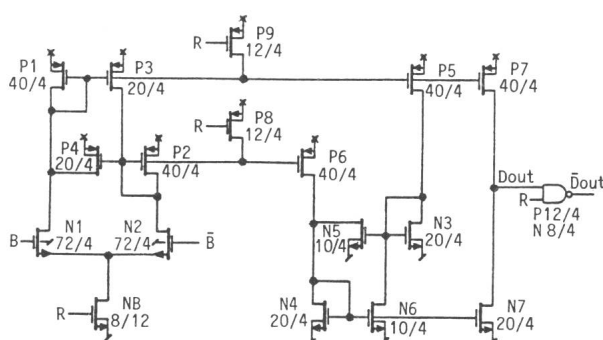 P9
R 12/4
P1 P3 P5 P7
40/4 20/4 40/4 40/4
P8
R 12/4
P4 P2 P6
20/4 40/4 40/4
Dout D̄out
R
P12/4
N 8/4
N1 N2 N5 N3
B 72/4 72/4 B̄ 10/4 20/4
NB N4 N6 N7
R 8/12 20/4 10/4 20/4